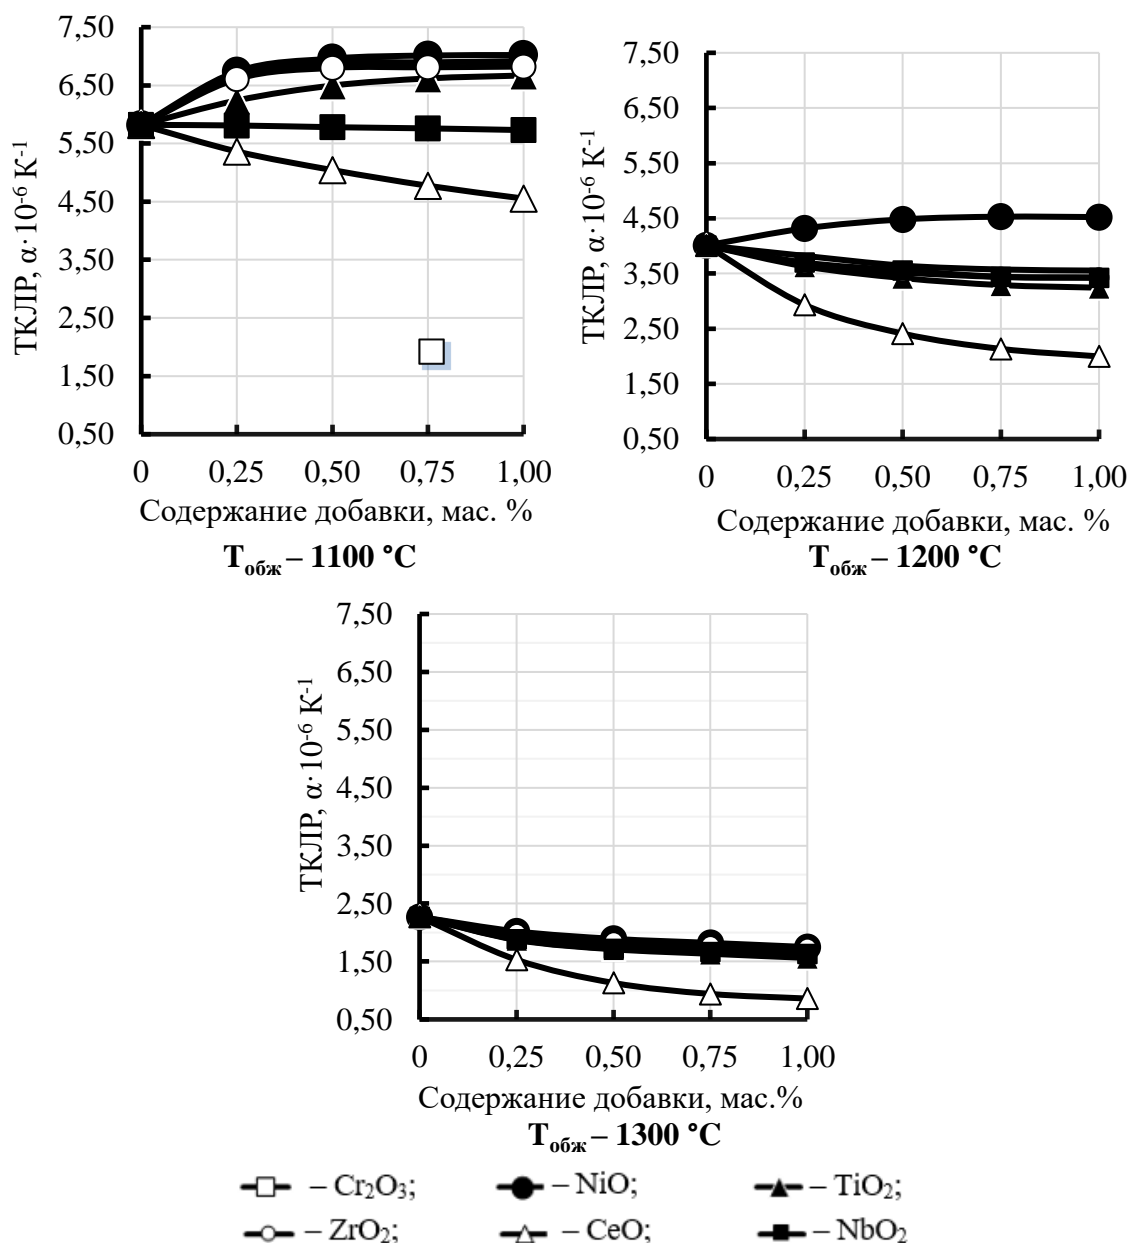 7,50
6,50
5,50
4,50
3,50
2,50
1,50
0,50
ТКЛР, α·10⁻⁶ К⁻¹
0 0,25 0,50 0,75 1,00
Содержание добавки, мас. %
Tобж – 1100 °C
7,50
6,50
5,50
4,50
3,50
2,50
1,50
0,50
ТКЛР, α·10⁻⁶ К⁻¹
0 0,25 0,50 0,75 1,00
Содержание добавки, мас. %
Tобж – 1200 °C
7,50
6,50
5,50
4,50
3,50
2,50
1,50
0,50
ТКЛР, α·10⁻⁶ К⁻¹
0 0,25 0,50 0,75 1,00
Содержание добавки, мас.%
Tобж – 1300 °C
– Cr₂O₃; – NiO; – TiO₂;
– ZrO₂; – CeO; – NbO₂